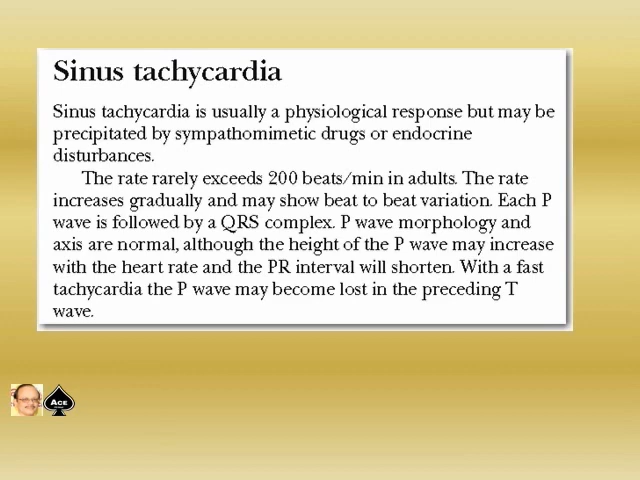 Sinus tachycardia
Sinus tachycardia is usually a physiological response but may be
precipitated by sympathomimetic drugs or endocrine
disturbances.
The rate rarely exceeds 200 beats/min in adults. The rate
increases gradually and may show beat to beat variation. Each P
wave is followed by a QRS complex. P wave morphology and
axis are normal, although the height of the P wave may increase
with the heart rate and the PR interval will shorten. With a fast
tachycardia the P wave may become lost in the preceding T
wave.
ACE